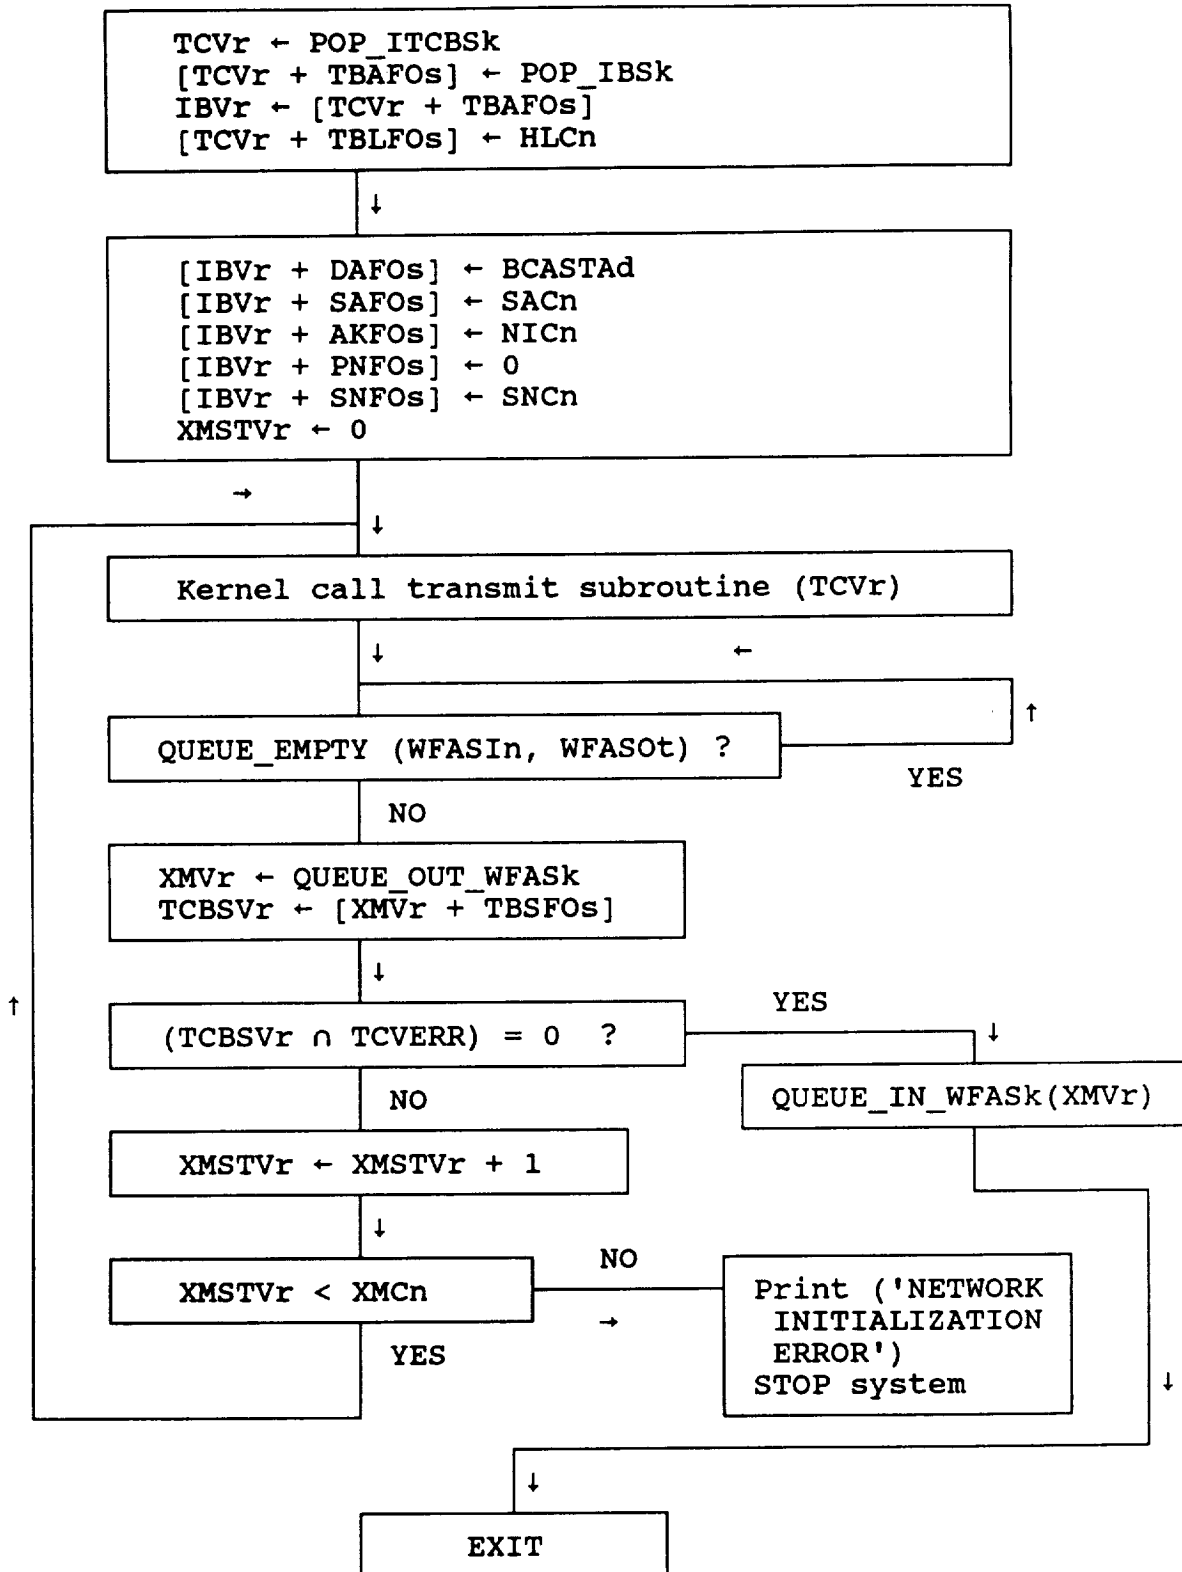 TCVr ← POP_ITCBSk
[TCVr + TBAFOs] ← POP_IBSk
IBVr ← [TCVr + TBAFOs]
[TCVr + TBLFOs] ← HLCn
↓
[IBVr + DAFOs] ← BCASTAd
[IBVr + SAFOs] ← SACn
[IBVr + AKFOs] ← NICn
[IBVr + PNFOs] ← 0
[IBVr + SNFOs] ← SNCn
XMSTVr ← 0
→
↓
Kernel call transmit subroutine (TCVr)
↓ ←
↑
QUEUE_EMPTY (WFASIn, WFASOt) ?
YES
NO
XMVr ← QUEUE_OUT_WFASk
TCBSVr ← [XMVr + TBSFOs]
↓
↑
YES
(TCBSVr ∩ TCVERR) = 0 ?
↓
NO
QUEUE_IN_WFASk(XMVr)
XMSTVr ← XMSTVr + 1
↓
NO
XMSTVr < XMCn
→
YES
Print ('NETWORK
INITIALIZATION
ERROR')
STOP system
↓
↓
EXIT